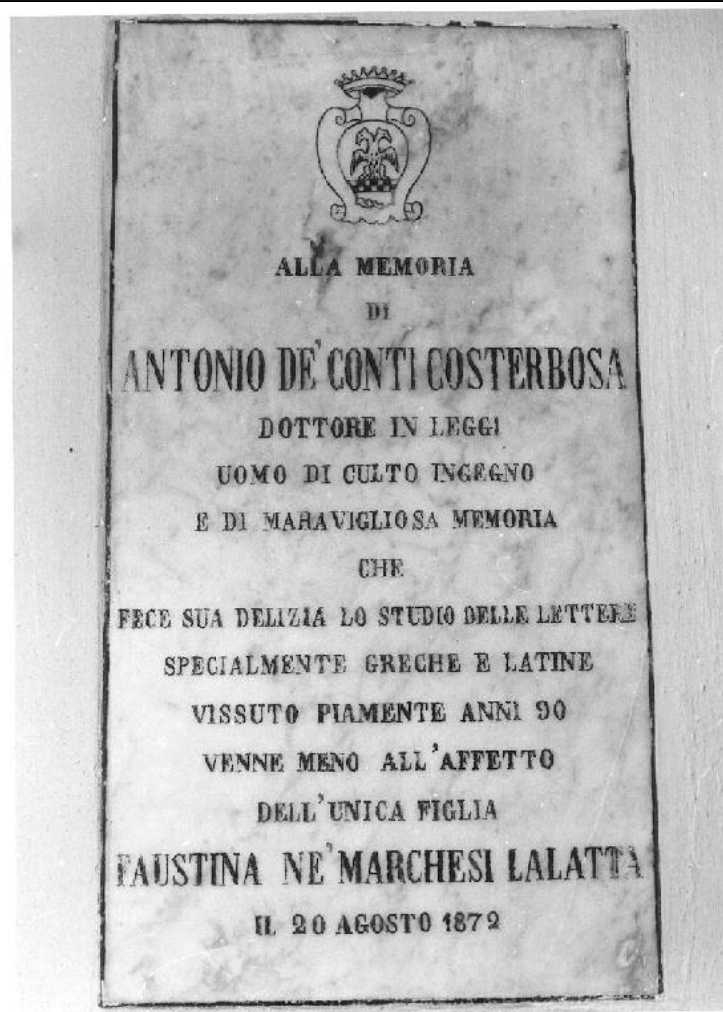 ALLA MEMORIA
DI
ANTONIO DE' CONTI COSTERBOSA
DOTTORE IN LEGGI
UOMO DI CULTO INGEGNO
E DI MARAVIGLIOSA MEMORIA
CHE
FECE SUA DELIZIA LO STUDIO DELLE LETTERE
SPECIALMENTE GRECHE E LATINE
VISSUTO PIAMENTE ANNI 90
VENNE MENO ALL'AFFETTO
DELL'UNICA FIGLIA
FAUSTINA NE' MARCHESI LALATTA
IL 20 AGOSTO 1872